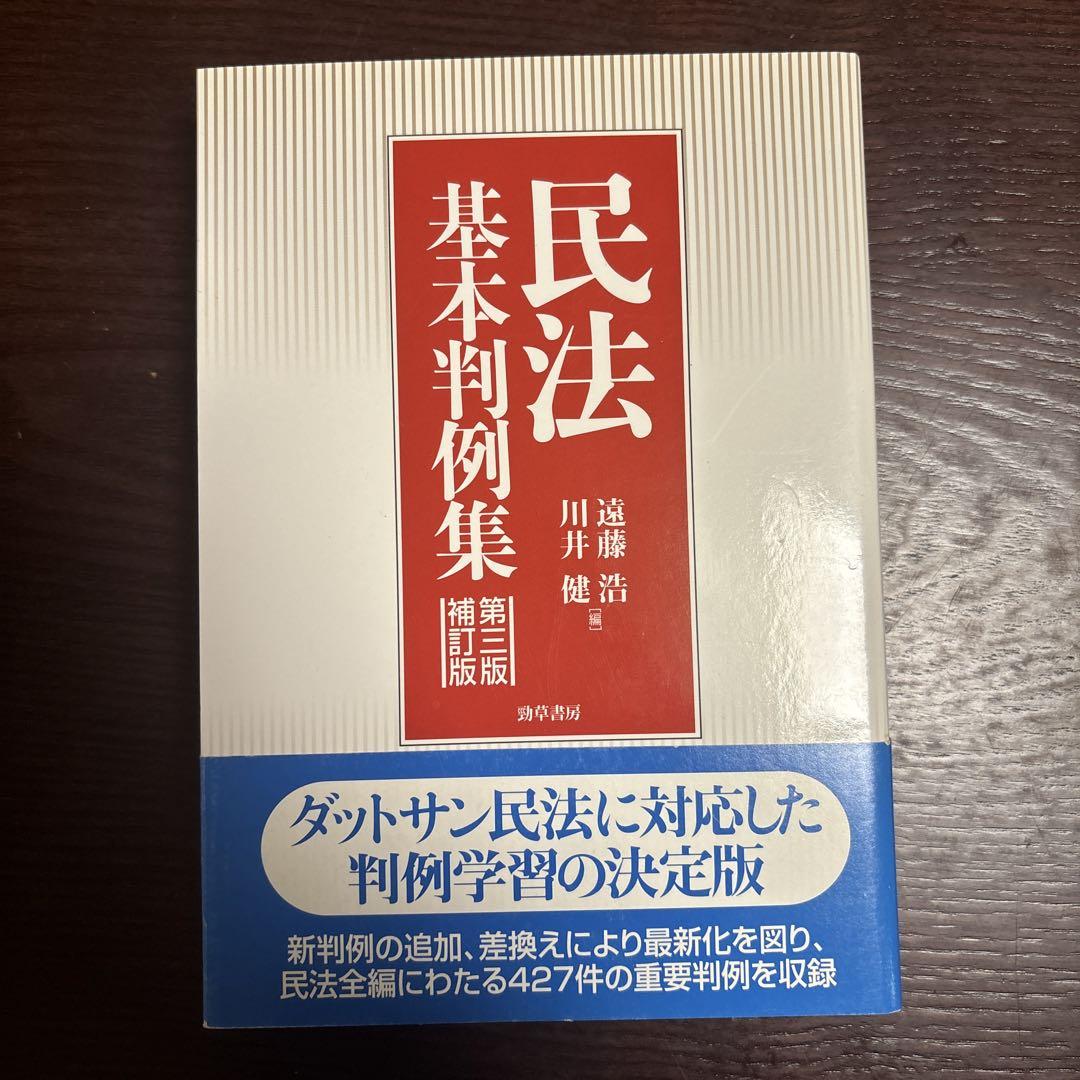 民法
基本判例集
第三版
補訂版
遠藤 浩
川井 健
[編]
勁草書房
ダットサン民法に対応した
判例学習の決定版
新判例の追加、差換えにより最新化を図り、
民法全編にわたる427件の重要判例を収録